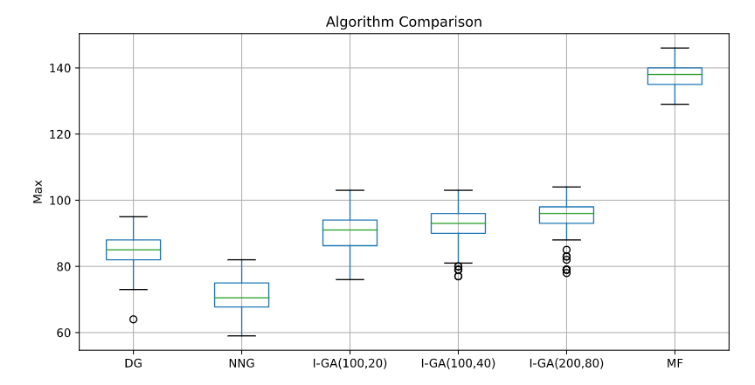 Algorithm Comparison
Max
140
120
100
80
60
DG NNG I-GA(100,20) I-GA(100,40) I-GA(200,80) MF